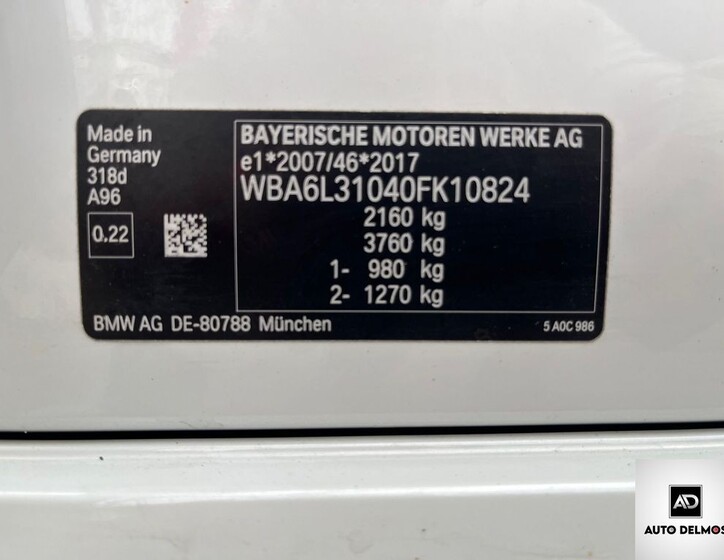 Made in
Germany
318d
A96
0.22
BAYERISCHE MOTOREN WERKE AG
e1*2007/46*2017
WBA6L31040FK10824
2160 kg
3760 kg
1- 980 kg
2- 1270 kg
BMW AG DE-80788 München
5 A0C 986
AD
AUTO DELMOS